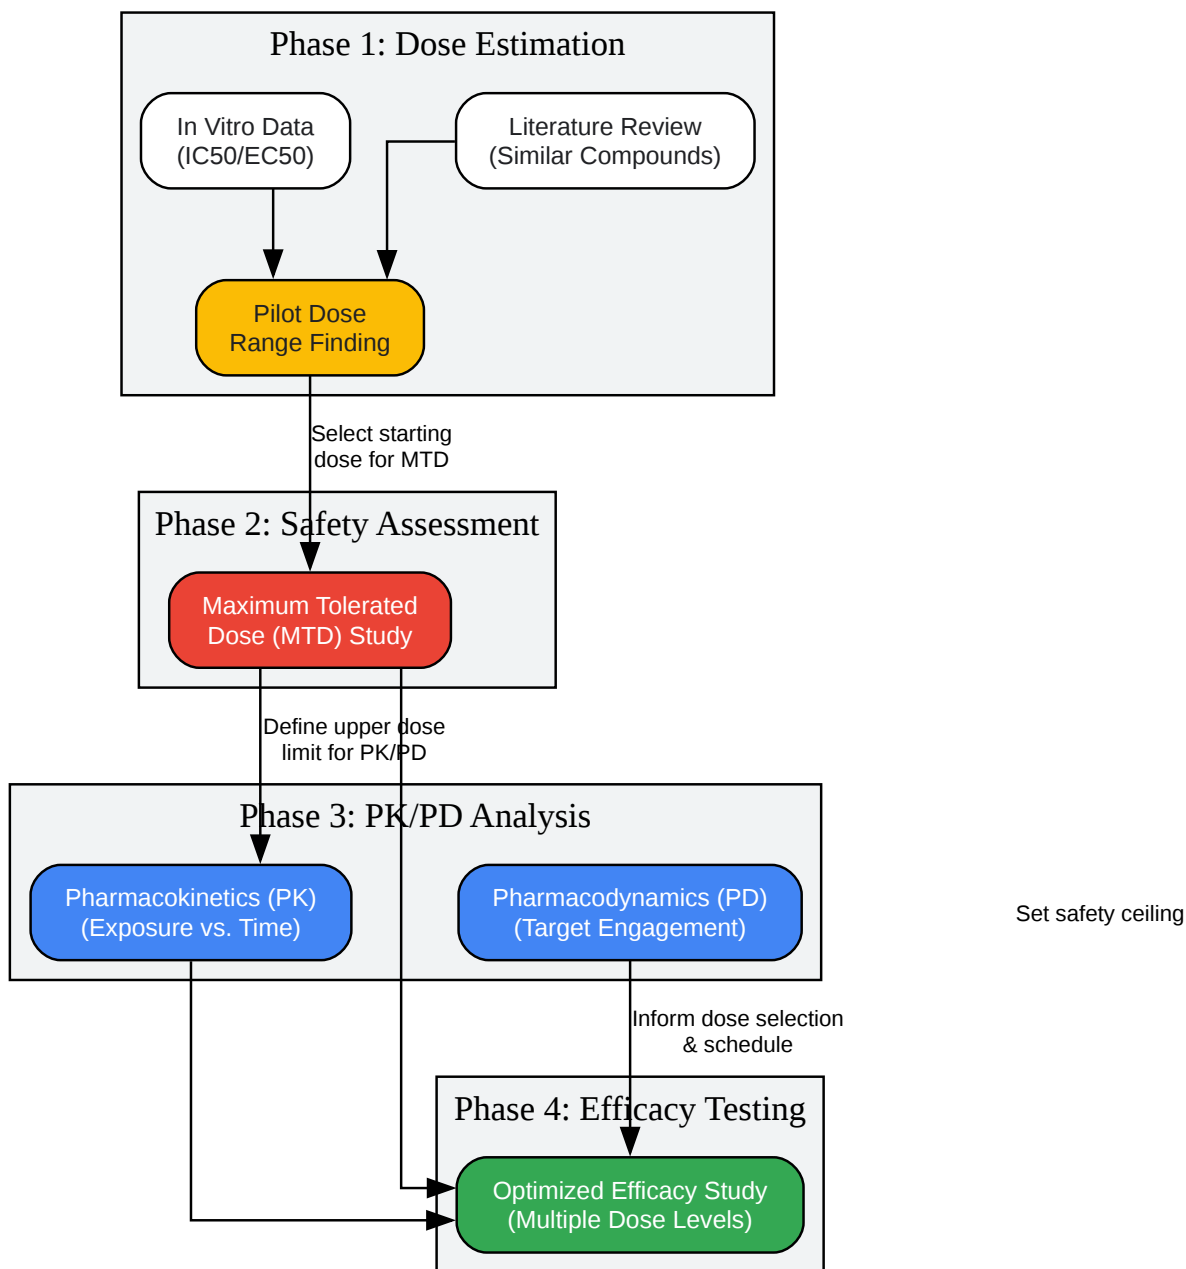 Phase 1: Dose Estimation
In Vitro Data
(IC50/EC50)
Literature Review
(Similar Compounds)
Pilot Dose
Range Finding
Select starting
dose for MTD
Phase 2: Safety Assessment
Maximum Tolerated
Dose (MTD) Study
Define upper dose
limit for PK/PD
Phase 3: PK/PD Analysis
Pharmacokinetics (PK)
(Exposure vs. Time)
Pharmacodynamics (PD)
(Target Engagement)
Set safety ceiling
Inform dose selection
& schedule
Phase 4: Efficacy Testing
Optimized Efficacy Study
(Multiple Dose Levels)